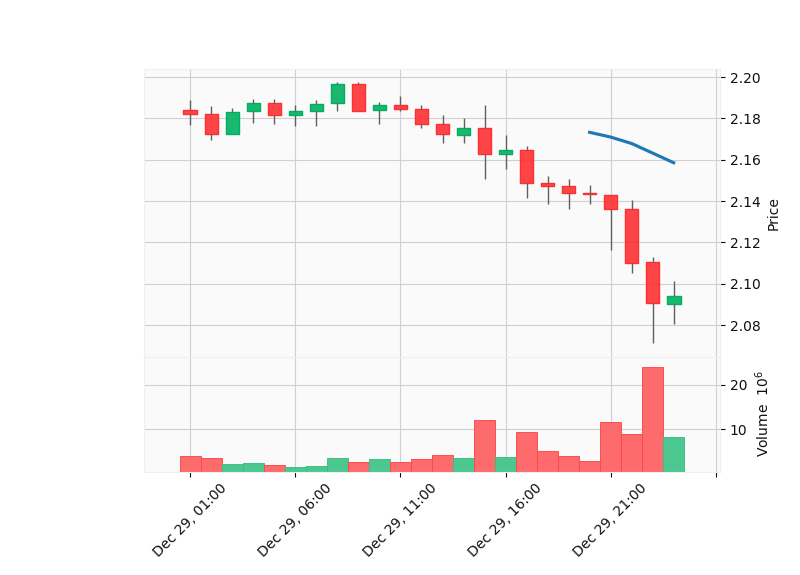 2.20
2.18
2.16
2.14
2.12
2.10
2.08
Price
20
10
Volume 10^6
Dec 29, 01:00
Dec 29, 06:00
Dec 29, 11:00
Dec 29, 16:00
Dec 29, 21:00